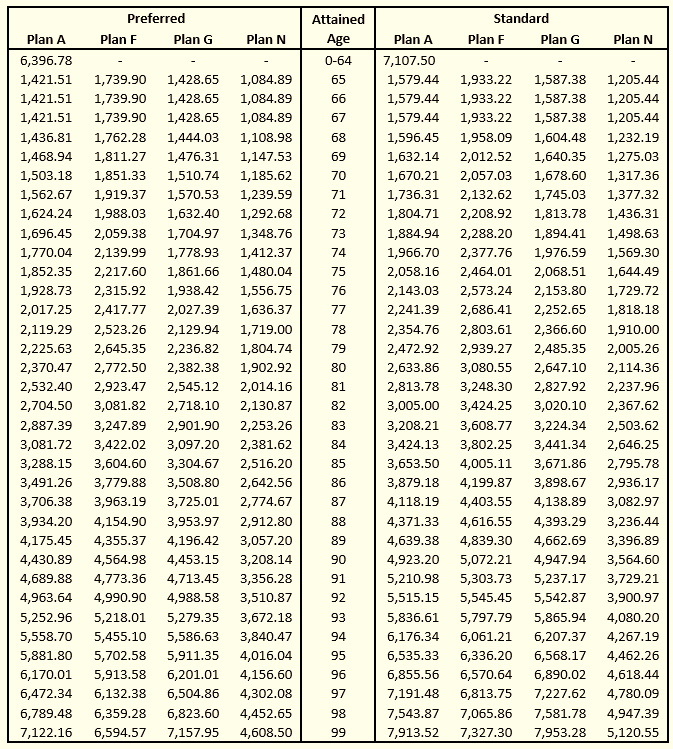 Preferred Attained Standard
Plan A Plan F Plan G Plan N Age Plan A Plan F Plan G Plan N
6,396.78 - - - 0-64 7,107.50 - - -
1,421.51 1,739.90 1,428.65 1,084.89 65 1,579.44 1,933.22 1,587.38 1,205.44
1,421.51 1,739.90 1,428.65 1,084.89 66 1,579.44 1,933.22 1,587.38 1,205.44
1,421.51 1,739.90 1,428.65 1,084.89 67 1,579.44 1,933.22 1,587.38 1,205.44
1,436.81 1,762.28 1,444.03 1,108.98 68 1,596.45 1,958.09 1,604.48 1,232.19
1,468.94 1,811.27 1,476.31 1,147.53 69 1,632.14 2,012.52 1,640.35 1,275.03
1,503.18 1,851.33 1,510.74 1,185.62 70 1,670.21 2,057.03 1,678.60 1,317.36
1,562.67 1,919.37 1,570.53 1,239.59 71 1,736.31 2,132.62 1,745.03 1,377.32
1,624.24 1,988.03 1,632.40 1,292.68 72 1,804.71 2,208.92 1,813.78 1,436.31
1,696.45 2,059.38 1,704.97 1,348.76 73 1,884.94 2,288.20 1,894.41 1,498.63
1,770.04 2,139.99 1,778.93 1,412.37 74 1,966.70 2,377.76 1,976.59 1,569.30
1,852.35 2,217.60 1,861.66 1,480.04 75 2,058.16 2,464.01 2,068.51 1,644.49
1,928.73 2,315.92 1,938.42 1,556.75 76 2,143.03 2,573.24 2,153.80 1,729.72
2,017.25 2,417.77 2,027.39 1,636.37 77 2,241.39 2,686.41 2,252.65 1,818.18
2,119.29 2,523.26 2,129.94 1,719.00 78 2,354.76 2,803.61 2,366.60 1,910.00
2,225.63 2,645.35 2,236.82 1,804.74 79 2,472.92 2,939.27 2,485.35 2,005.26
2,370.47 2,772.50 2,382.38 1,902.92 80 2,633.86 3,080.55 2,647.10 2,114.36
2,532.40 2,923.47 2,545.12 2,014.16 81 2,813.78 3,248.30 2,827.92 2,237.96
2,704.50 3,081.82 2,718.10 2,130.87 82 3,005.00 3,424.25 3,020.10 2,367.62
2,887.39 3,247.89 2,901.90 2,253.26 83 3,208.21 3,608.77 3,224.34 2,503.62
3,081.72 3,422.02 3,097.20 2,381.62 84 3,424.13 3,802.25 3,441.34 2,646.25
3,288.15 3,604.60 3,304.67 2,516.20 85 3,653.50 4,005.11 3,671.86 2,795.78
3,491.26 3,779.88 3,508.80 2,642.56 86 3,879.18 4,199.87 3,898.67 2,936.17
3,706.38 3,963.19 3,725.01 2,774.67 87 4,118.19 4,403.55 4,138.89 3,082.97
3,934.20 4,154.90 3,953.97 2,912.80 88 4,371.33 4,616.55 4,393.29 3,236.44
4,175.45 4,355.37 4,196.42 3,057.20 89 4,639.38 4,839.30 4,662.69 3,396.89
4,430.89 4,564.98 4,453.15 3,208.14 90 4,923.20 5,072.21 4,947.94 3,564.60
4,689.88 4,773.36 4,713.45 3,356.28 91 5,210.98 5,303.73 5,237.17 3,729.21
4,963.64 4,990.90 4,988.58 3,510.87 92 5,515.15 5,545.45 5,542.87 3,900.97
5,252.96 5,218.01 5,279.35 3,672.18 93 5,836.61 5,797.79 5,865.94 4,080.20
5,558.70 5,455.10 5,586.63 3,840.47 94 6,176.34 6,061.21 6,207.37 4,267.19
5,881.80 5,702.58 5,911.35 4,016.04 95 6,535.33 6,336.20 6,568.17 4,462.26
6,170.01 5,913.58 6,201.01 4,156.60 96 6,855.56 6,570.64 6,890.02 4,618.44
6,472.34 6,132.38 6,504.86 4,302.08 97 7,191.48 6,813.75 7,227.62 4,780.09
6,789.48 6,359.28 6,823.60 4,452.65 98 7,543.87 7,065.86 7,581.78 4,947.39
7,122.16 6,594.57 7,157.95 4,608.50 99 7,913.52 7,327.30 7,953.28 5,120.55